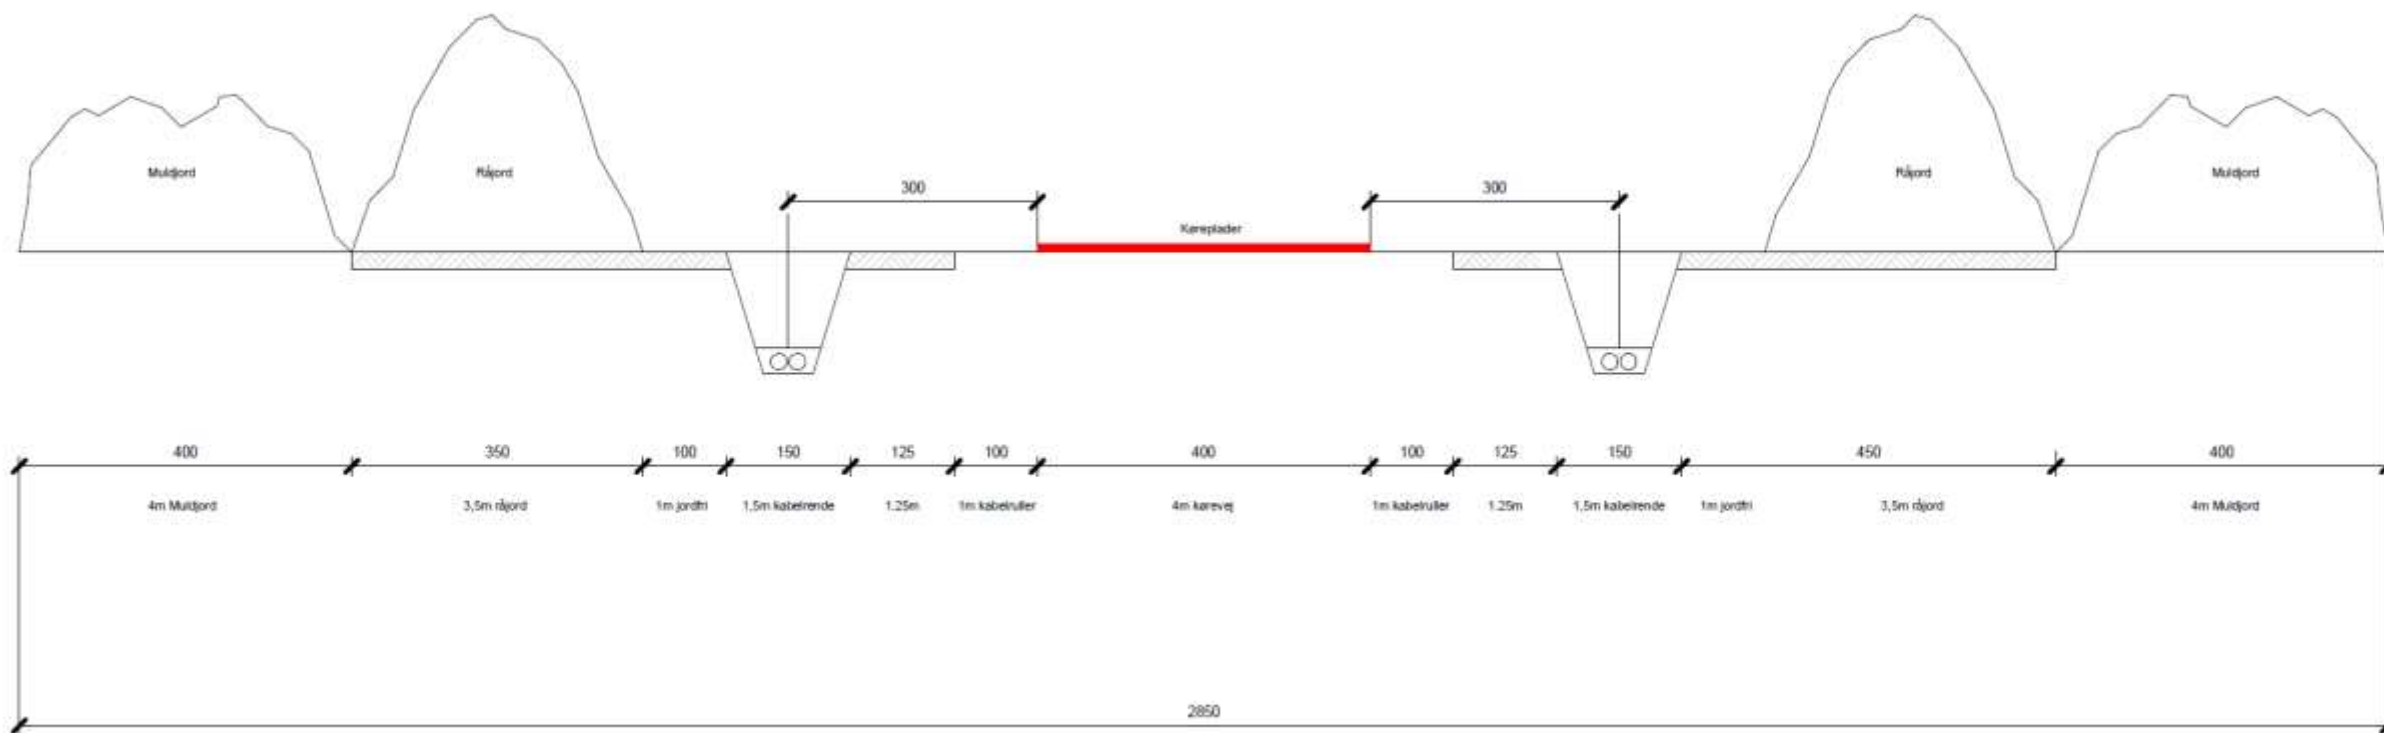 Muldjord
Råjord
300
Køreplader
300
Råjord
Muldjord
400
350
100
150
125
100
400
100
125
150
450
400
4m Muldjord
3,5m råjord
1m jordfri
1,5m kabelrende
1.25m
1m kabelruller
4m kørevej
1m kabelruller
1.25m
1,5m kabelrende
1m jordfri
3,5m råjord
4m Muldjord
2850